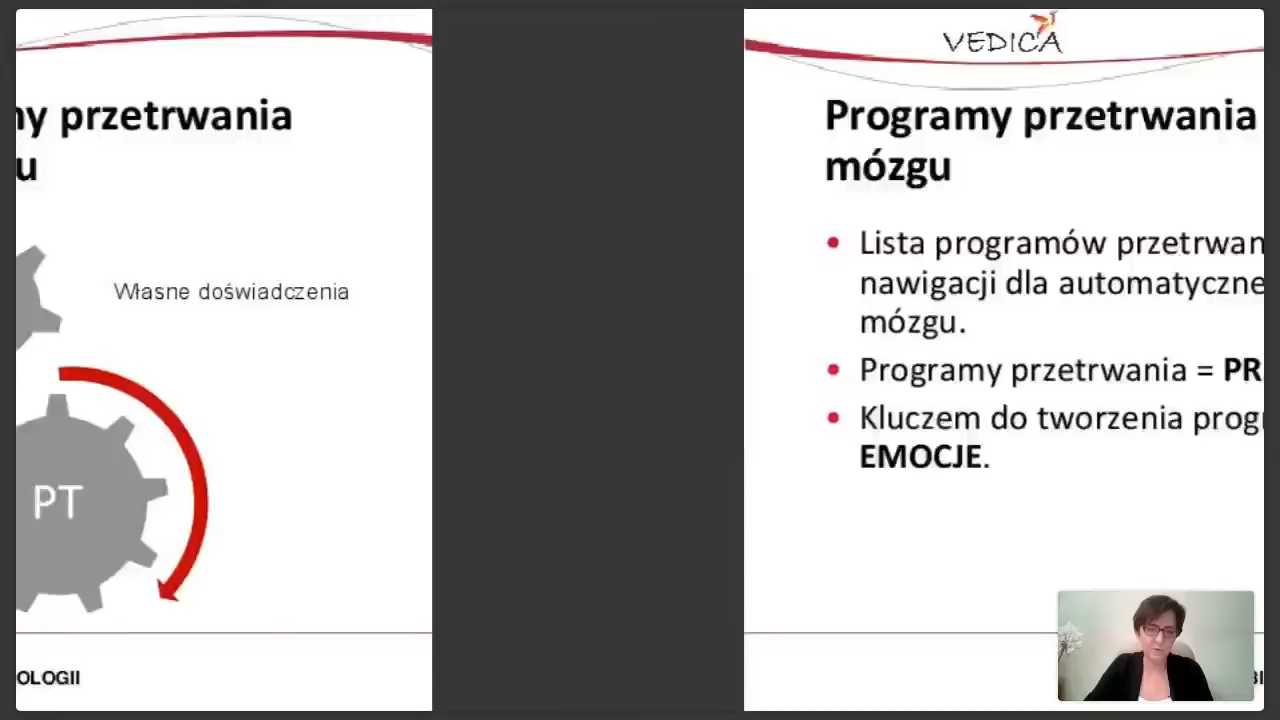 ny przetrwania
u
Własne doświadczenia
PT
OLOGII
VEDICA
Programy przetrwania
mózgu
• Lista programów przetrwan
nawigacji dla automatyczne
mózgu.
• Programy przetrwania = PR
• Kluczem do tworzenia prog
EMOCJE.